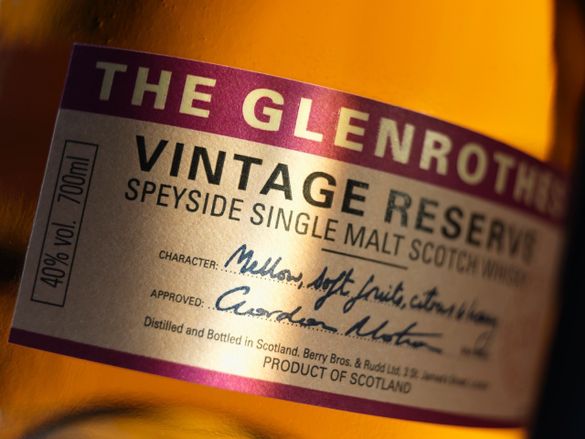 THE GLENROTHES
VINTAGE RESERVE
SPEYSIDE SINGLE MALT SCOTCH WHISKY
40% vol. 700ml
CHARACTER: Mellow, soft fruits, citrus & honey
APPROVED: Gordon Motion
Distilled and Bottled in Scotland. Berry Bros. & Rudd Ltd, 3 St. James's Street, London
PRODUCT OF SCOTLAND